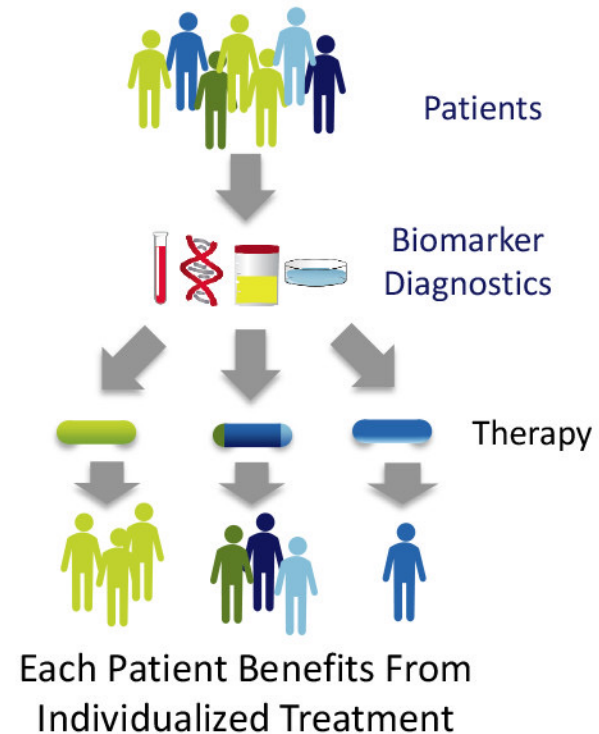 Patients
Biomarker
Diagnostics
Therapy
Each Patient Benefits From
Individualized Treatment